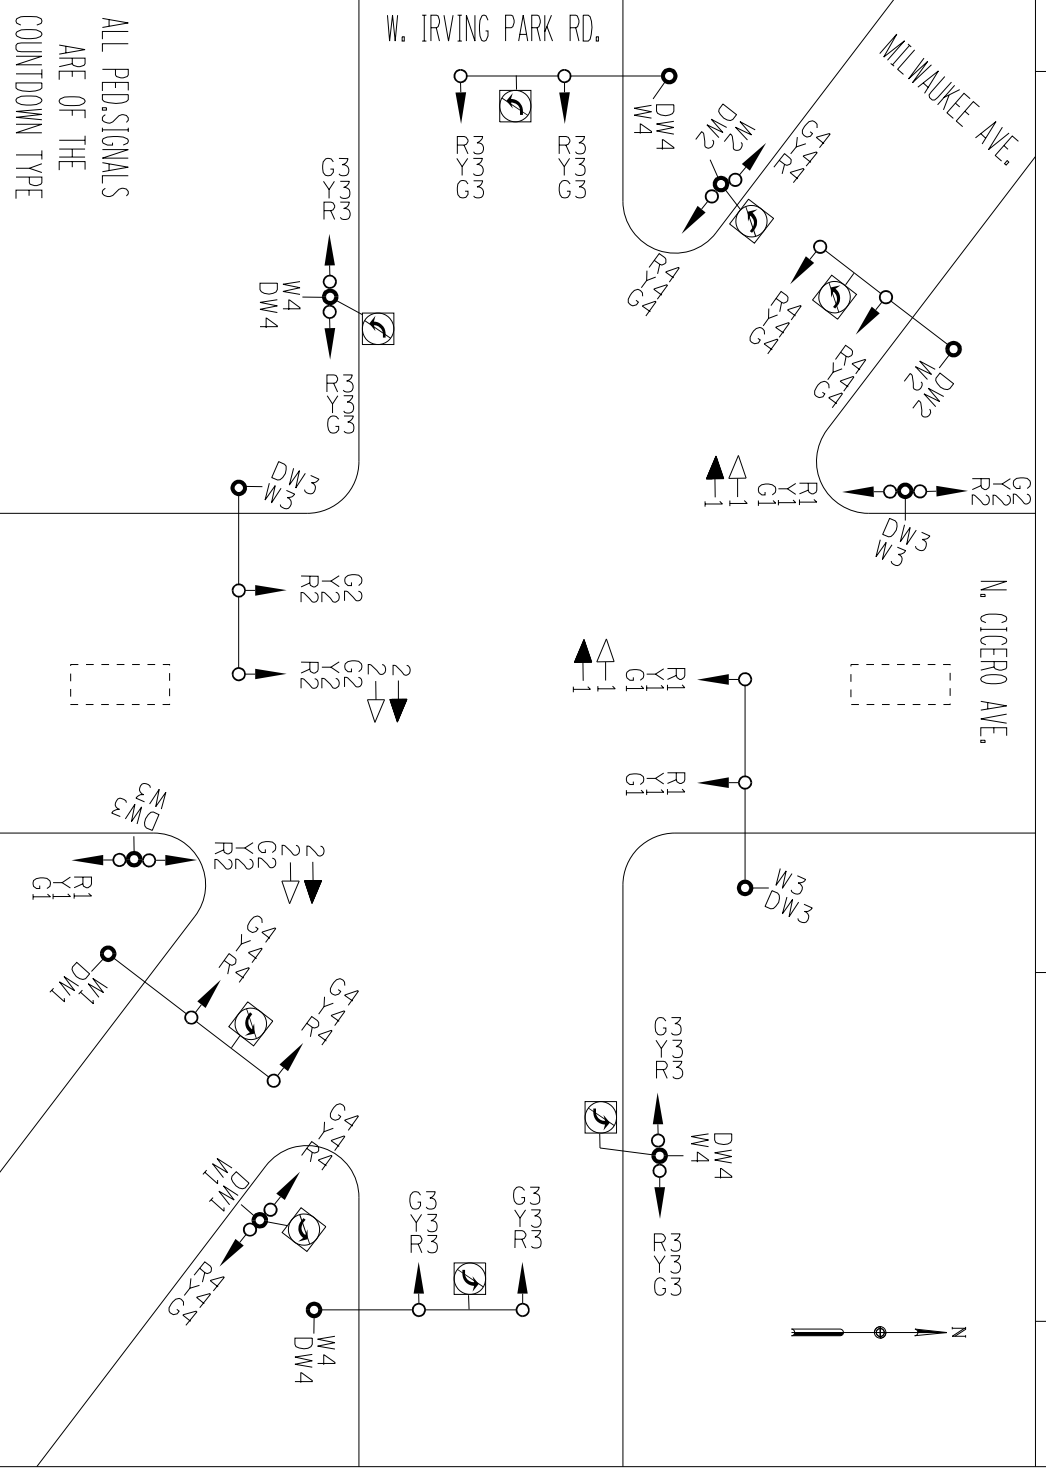 W. IRVING PARK RD.
MILWAUKEE AVE.
N. CICERO AVE.
ALL PED.SIGNALS
ARE OF THE
COUNTDOWN TYPE
R3
Y3
G3
R3
Y3
G3
DW4
W4
W2
DW2
G4
Y4
R4
R4
Y4
G4
R4
Y4
G4
R4
Y4
G4
DW2
W2
G3
Y3
R3
W4
DW4
R3
Y3
G3
DW3
W3
1
1
R1
Y1
G1
G2
Y2
R2
DW3
W3
G2
Y2
R2
G2
Y2
R2
2
2
1
1
R1
Y1
G1
R1
Y1
G1
W3
DW3
W3
DW3
R1
Y1
G1
G2
Y2
R2
2
2
W1
DW1
G4
Y4
R4
G4
Y4
R4
G4
Y4
R4
DW1
W1
R4
Y4
G4
G3
Y3
R3
DW4
W4
R3
Y3
G3
G3
Y3
R3
G3
Y3
R3
W4
DW4
N